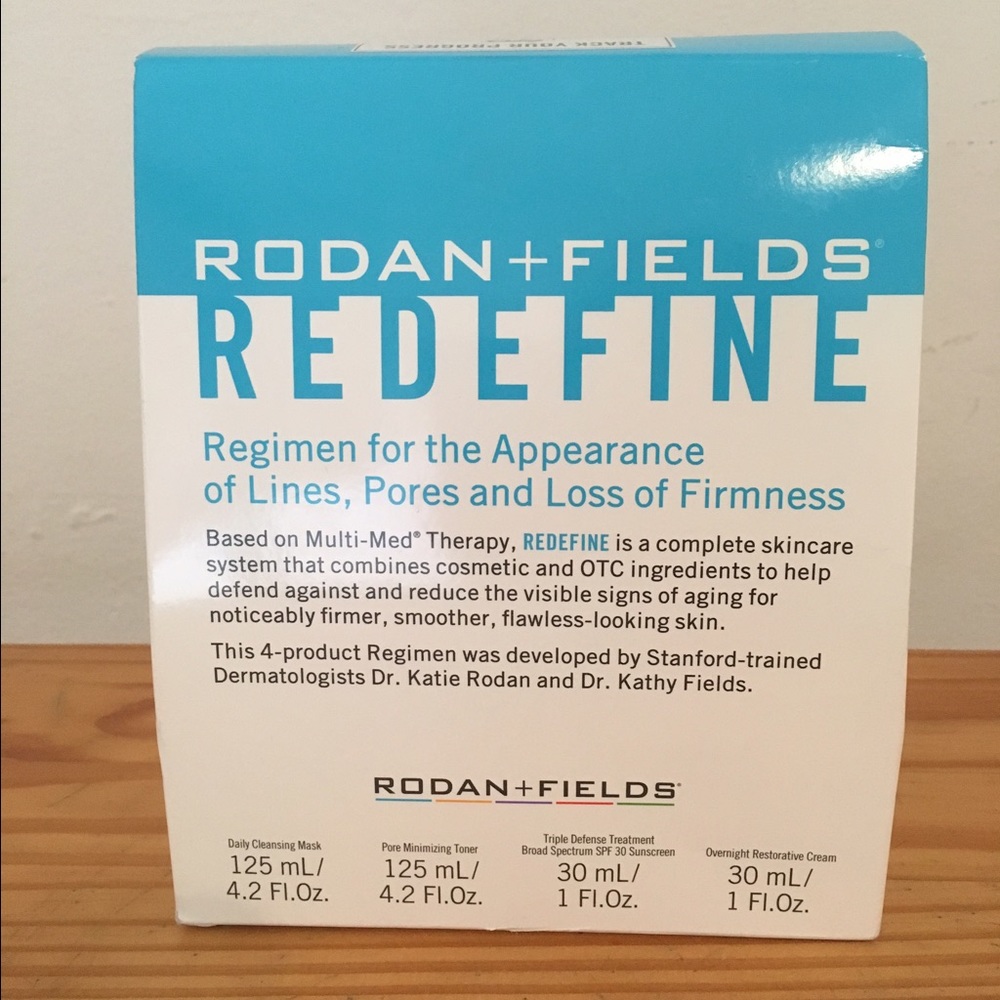 TRACK YOUR PROGRESS
RODAN+FIELDS®
REDEFINE
Regimen for the Appearance
of Lines, Pores and Loss of Firmness
Based on Multi-Med® Therapy, REDEFINE is a complete skincare
system that combines cosmetic and OTC ingredients to help
defend against and reduce the visible signs of aging for
noticeably firmer, smoother, flawless-looking skin.
This 4-product Regimen was developed by Stanford-trained
Dermatologists Dr. Katie Rodan and Dr. Kathy Fields.
RODAN+FIELDS®
Daily Cleansing Mask
125 mL/
4.2 Fl.Oz.
Pore Minimizing Toner
125 mL/
4.2 Fl.Oz.
Triple Defense Treatment
Broad Spectrum SPF 30 Sunscreen
30 mL/
1 Fl.Oz.
Overnight Restorative Cream
30 mL/
1 Fl.Oz.